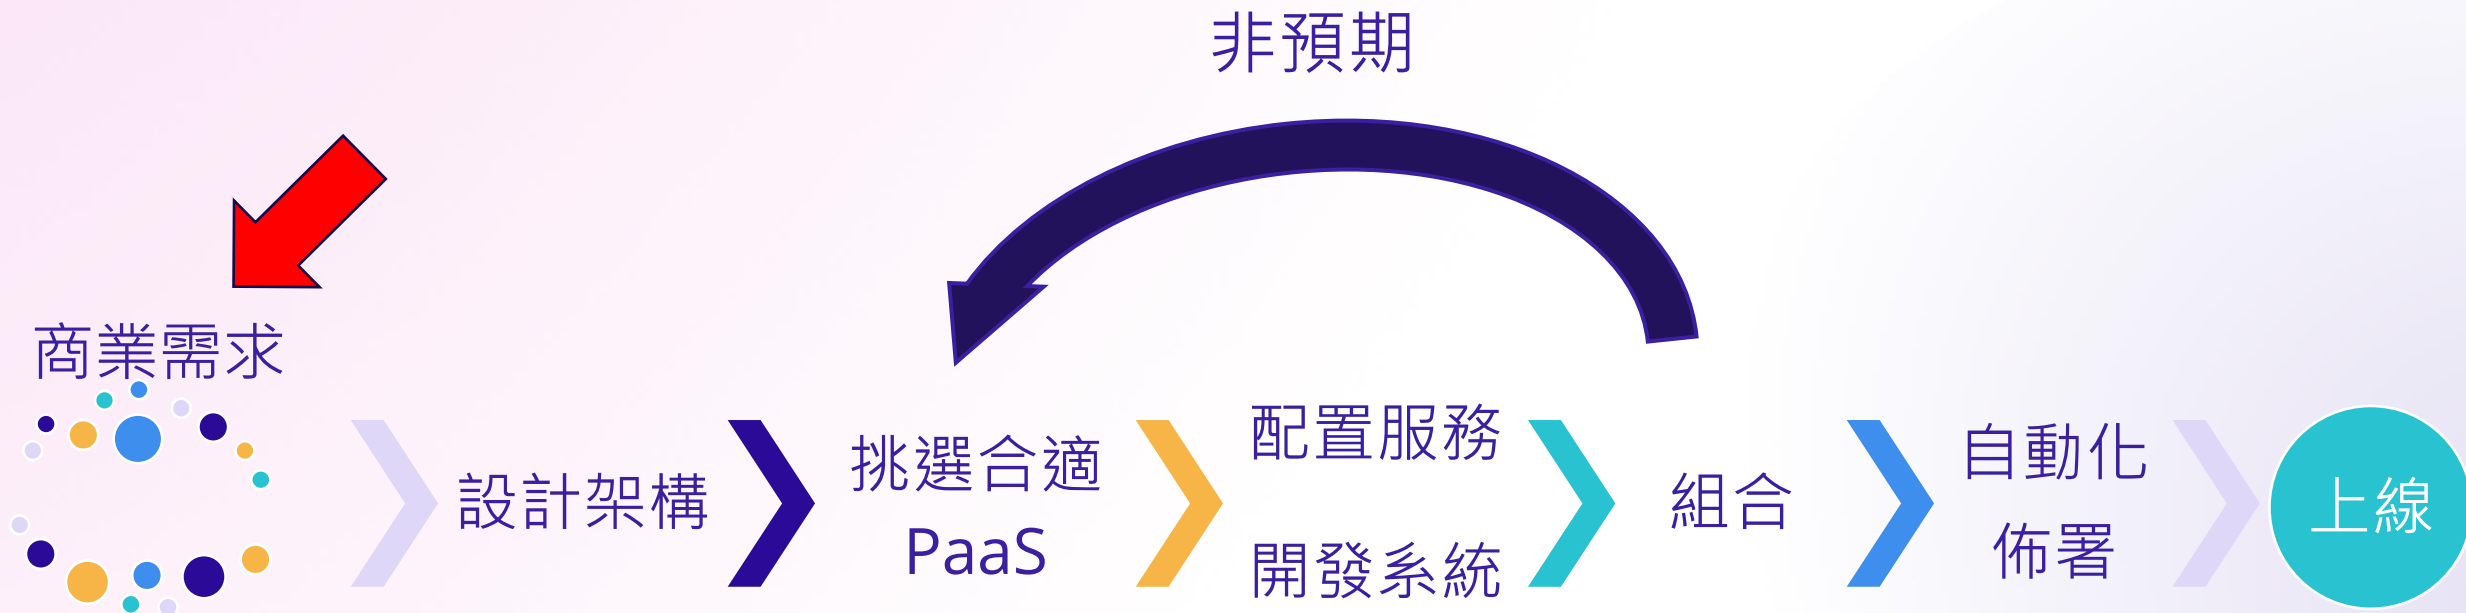 非預期
商業需求
設計架構
挑選合適
PaaS
配置服務
開發系統
組合
自動化
佈署
上線